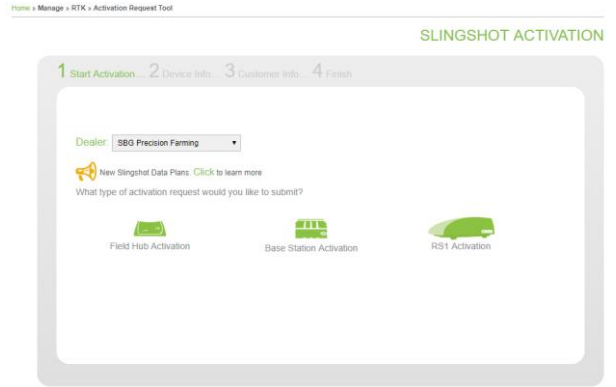 Home » Manage » RTK » Activation Request Tool
SLINGSHOT ACTIVATION
1 Start Activation... 2 Device Info... 3 Customer Info... 4 Finish
Dealer: SBG Precision Farming
New Slingshot Data Plans. Click to learn more
What type of activation request would you like to submit?
Field Hub Activation Base Station Activation RS1 Activation